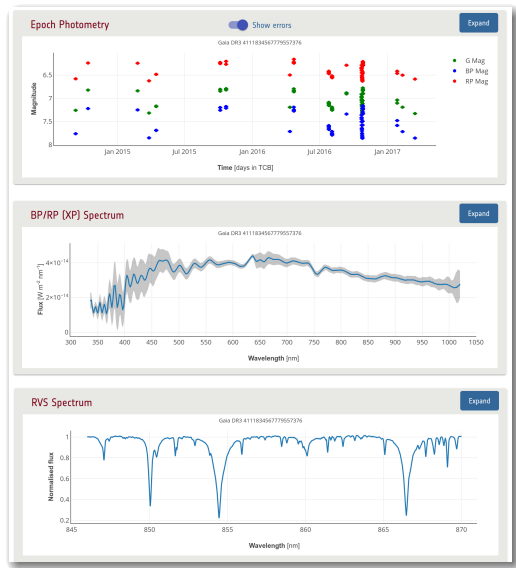 Epoch Photometry
Show errors
Expand
Gaia DR3 4111834567779557376
6.5
7
7.5
8
Magnitude
G Mag
BP Mag
RP Mag
Jan 2015
Jul 2015
Jan 2016
Jul 2016
Jan 2017
Time [days in TCB]
BP/RP (XP) Spectrum
Expand
Gaia DR3 4111834567779557376
4×10⁻¹⁴
2×10⁻¹⁴
0
Flux [W m⁻² nm⁻¹]
300 350 400 450 500 550 600 650 700 750 800 850 900 950 1000 1050
Wavelength [nm]
RVS Spectrum
Expand
Gaia DR3 4111834567779557376
1
0.8
0.6
0.4
0.2
Normalised flux
845 850 855 860 865 870
Wavelength [nm]